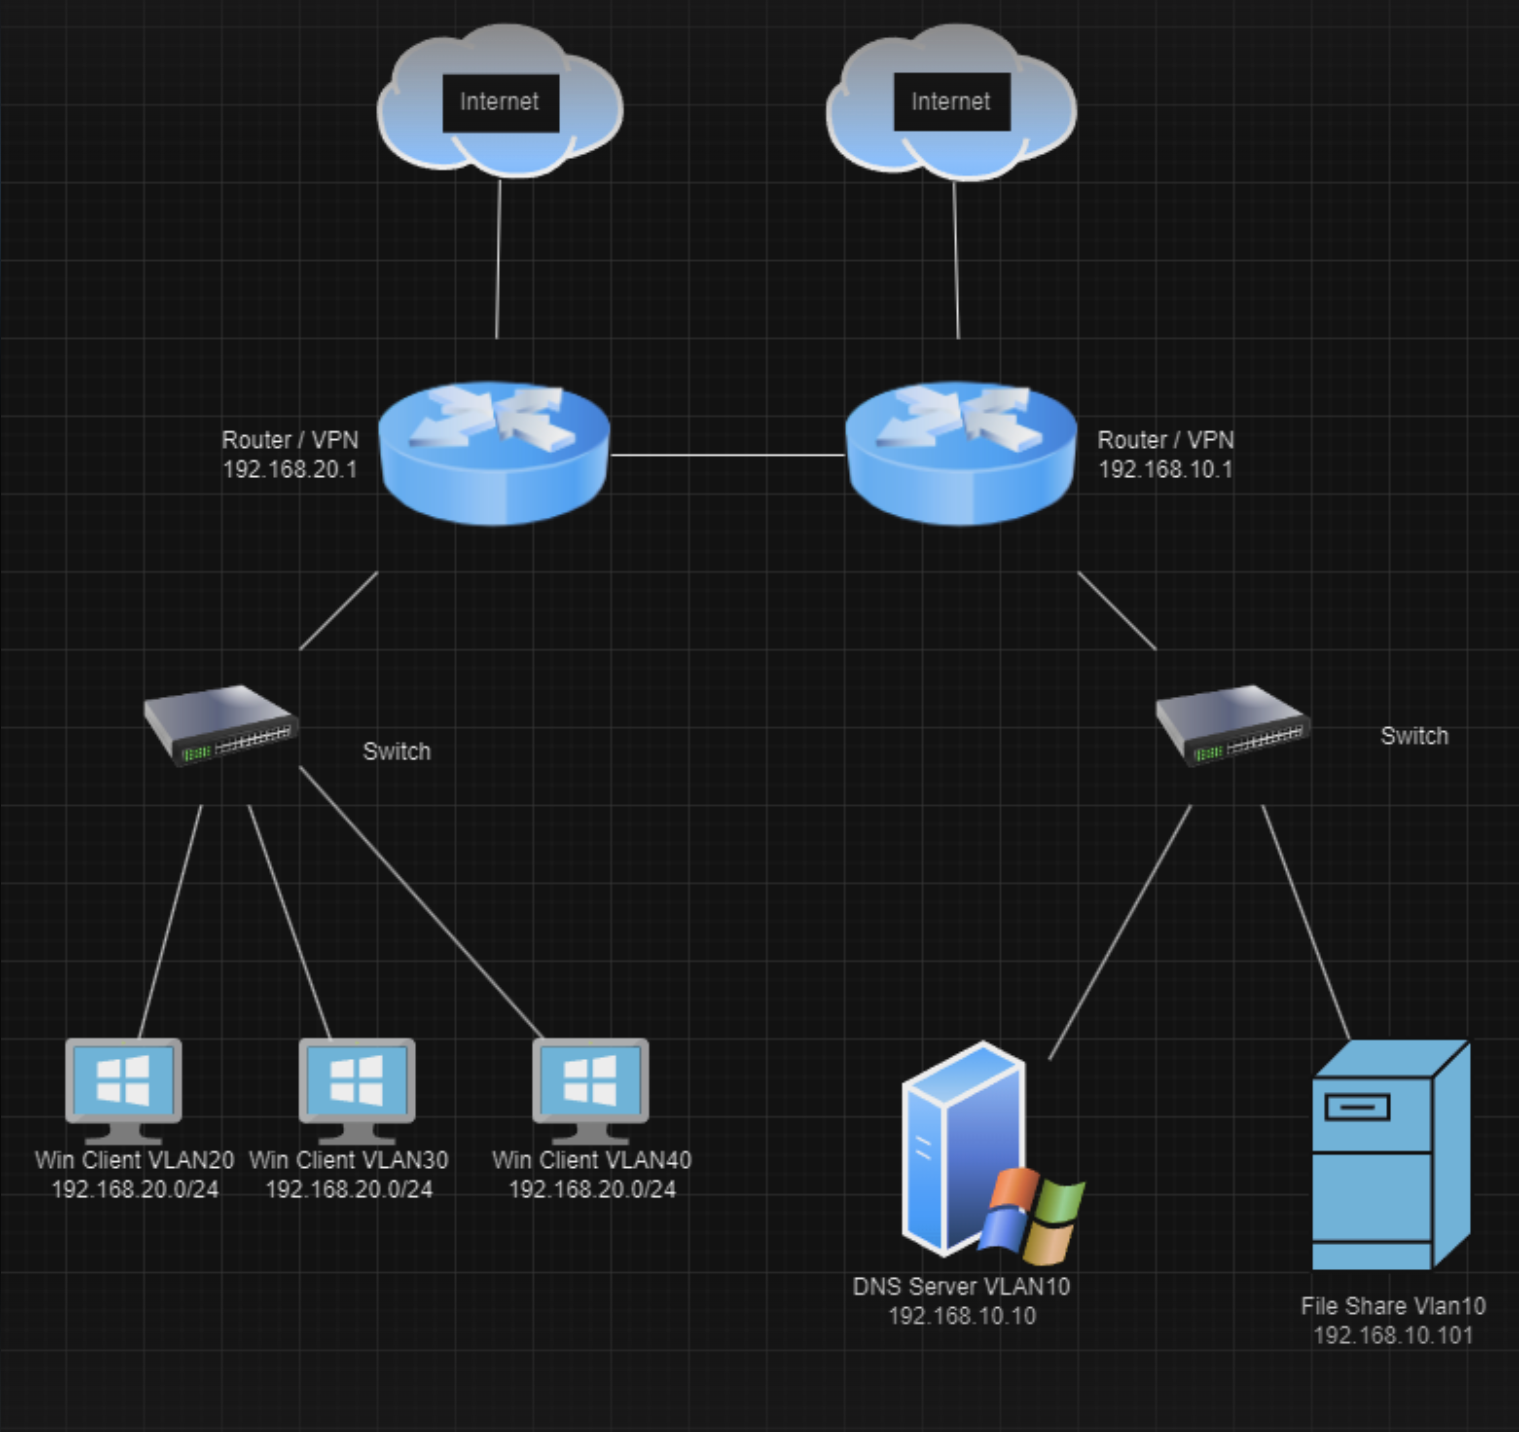 Internet
Internet
Router / VPN
192.168.20.1
Router / VPN
192.168.10.1
Switch
Switch
Win Client VLAN20
192.168.20.0/24
Win Client VLAN30
192.168.20.0/24
Win Client VLAN40
192.168.20.0/24
DNS Server VLAN10
192.168.10.10
File Share Vlan10
192.168.10.101